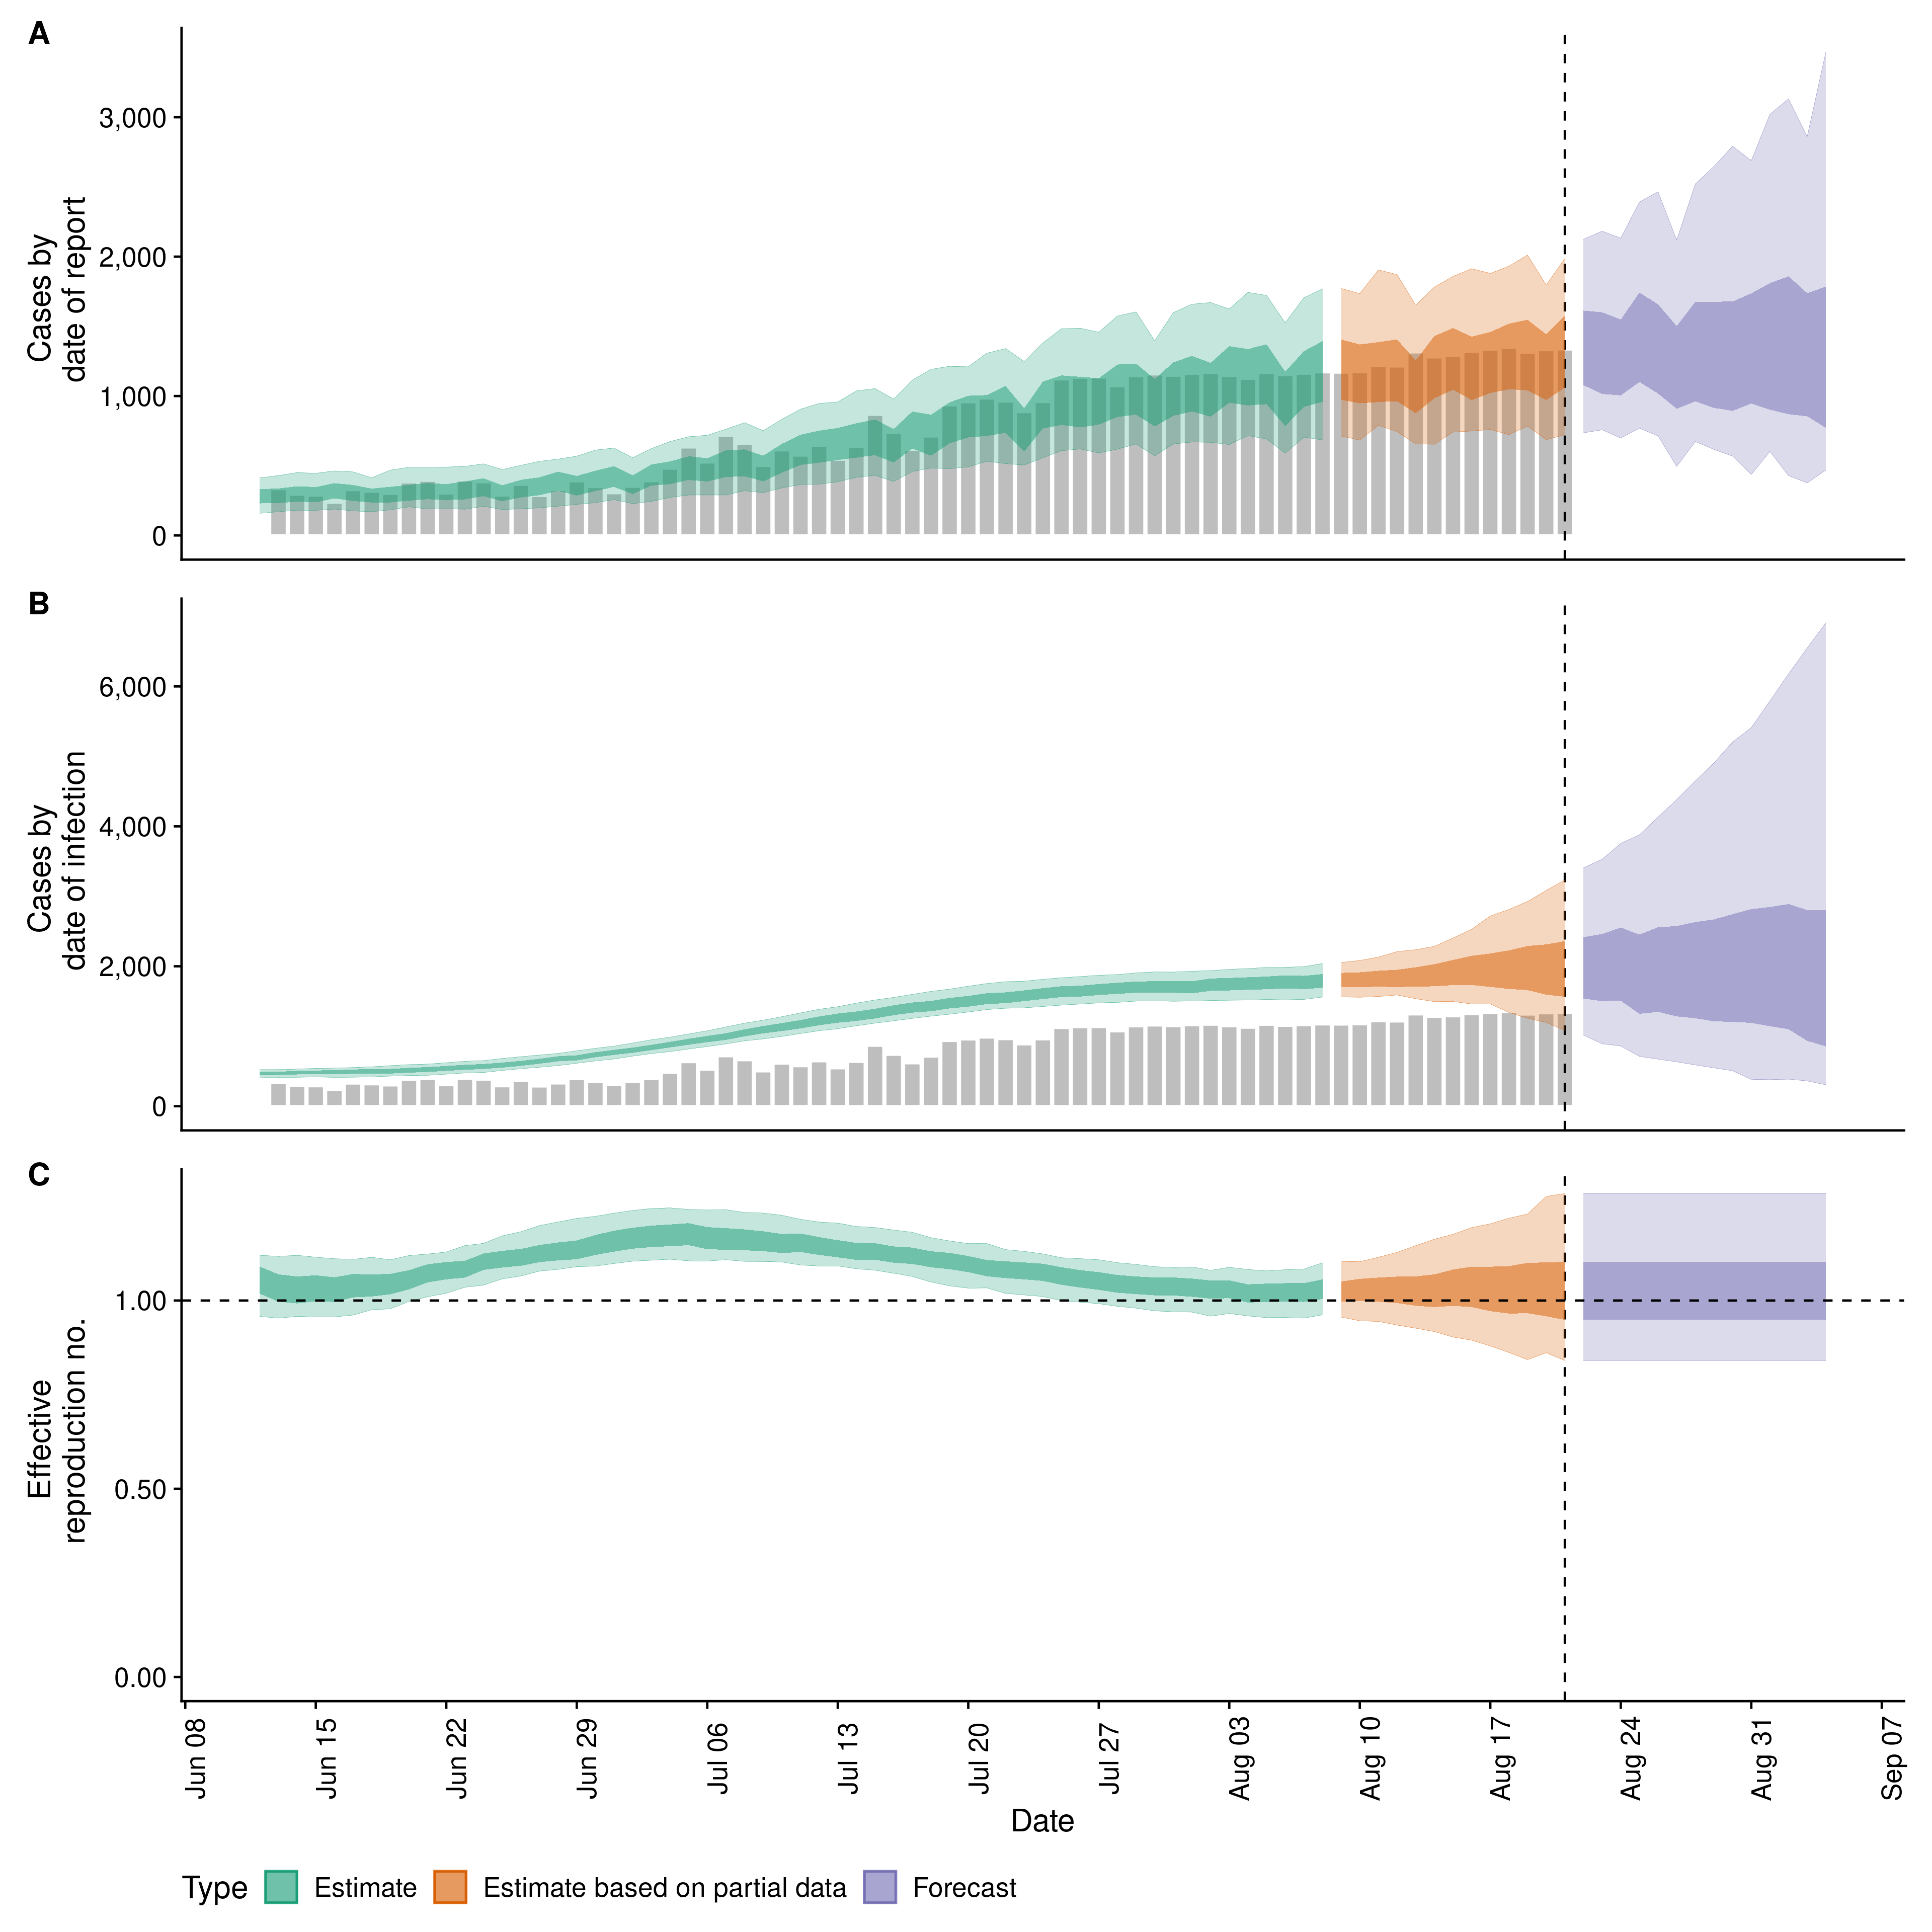 A
Cases by
date of report
3,000
2,000
1,000
0
B
Cases by
date of infection
6,000
4,000
2,000
0
C
Effective
reproduction no.
1.00
0.50
0.00
Jun 08
Jun 15
Jun 22
Jun 29
Jul 06
Jul 13
Jul 20
Jul 27
Aug 03
Aug 10
Aug 17
Aug 24
Aug 31
Sep 07
Date
Type Estimate Estimate based on partial data Forecast